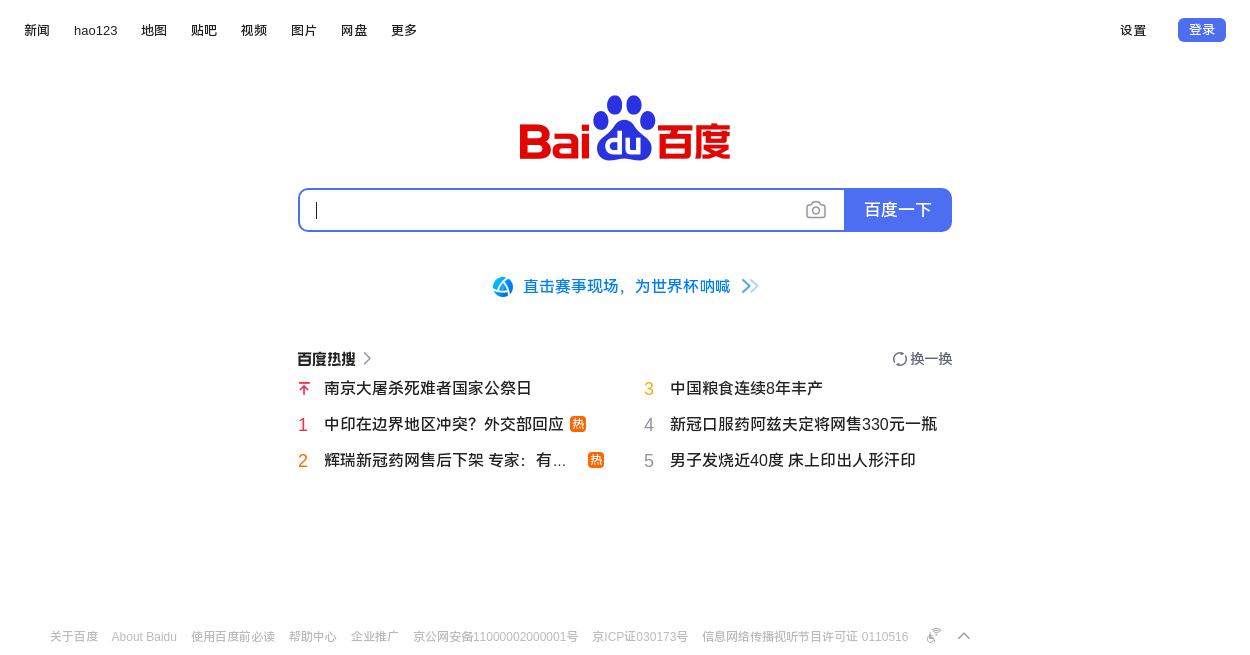 新闻 hao123 地图 贴吧 视频 图片 网盘 更多 设置 登录
Bai du 百度
百度一下
直击赛事现场，为世界杯呐喊
百度热搜 换一换
南京大屠杀死难者国家公祭日
1 中印在边界地区冲突？外交部回应 热
2 辉瑞新冠药网售后下架 专家：有... 热
3 中国粮食连续8年丰产
4 新冠口服药阿兹夫定将网售330元一瓶
5 男子发烧近40度 床上印出人形汗印
关于百度 About Baidu 使用百度前必读 帮助中心 企业推广 京公网安备11000002000001号 京ICP证030173号 信息网络传播视听节目许可证 0110516